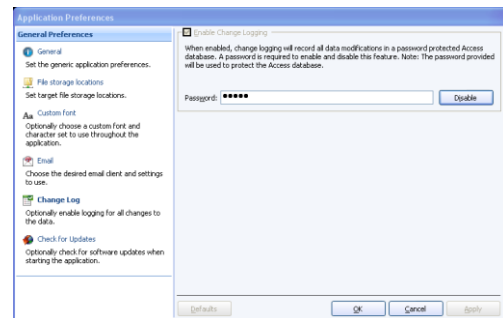 Application Preferences
General Preferences
General
Set the generic application preferences.
File storage locations
Set target file storage locations.
Aa Custom font
Optionally choose a custom font and
character set to use throughout the
application.
Email
Choose the desired email client and settings
to use.
Change Log
Optionally enable logging for all changes to
the data.
Check for Updates
Optionally check for software updates when
starting the application.
Enable Change Logging
When enabled, change logging will record all data modifications in a password protected Access
database. A password is required to enable and disable this feature. Note: The password provided
will be used to protect the Access database.
Password: ●●●●● Disable
Defaults OK Cancel Apply